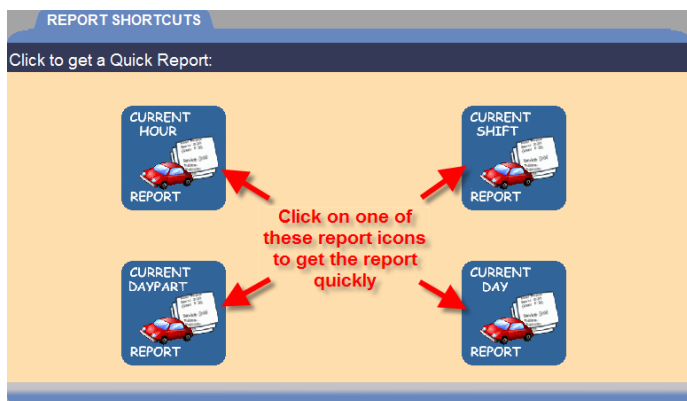 REPORT SHORTCUTS
Click to get a Quick Report:
CURRENT
HOUR
REPORT
CURRENT
SHIFT
REPORT
Click on one of
these report icons
to get the report
quickly
CURRENT
DAYPART
REPORT
CURRENT
DAY
REPORT